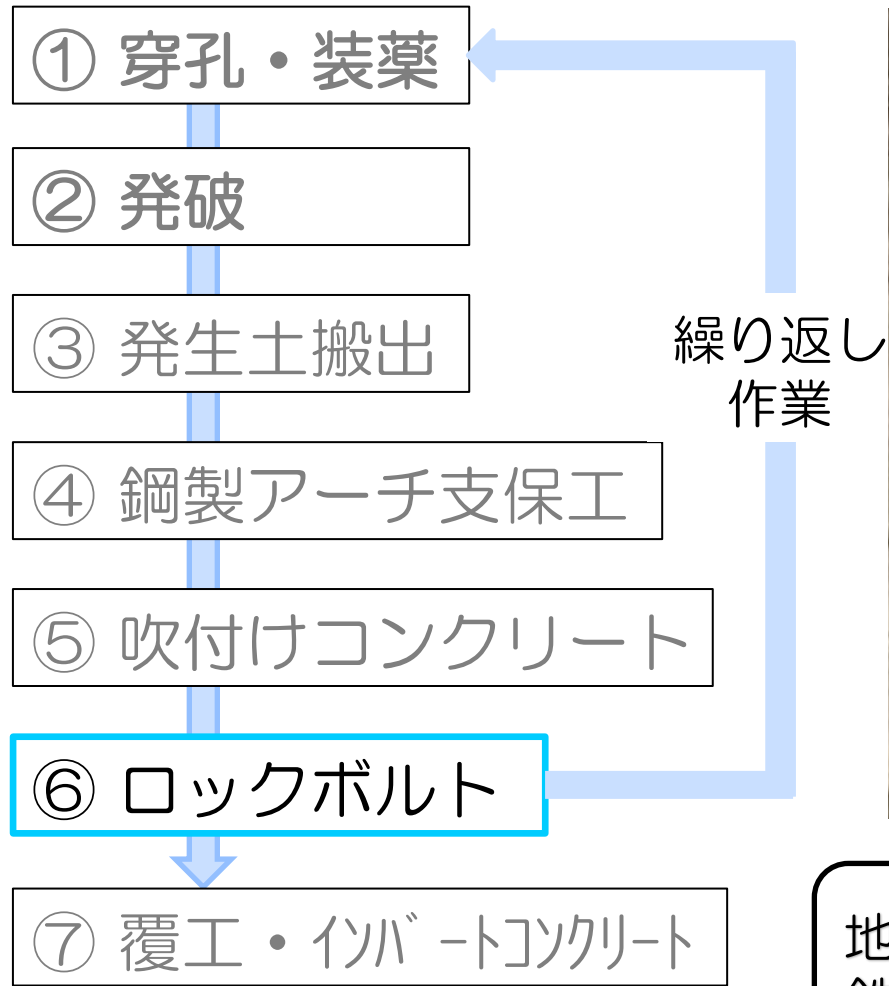 ① 穿孔・装薬
② 発破
③ 発生土搬出
④ 鋼製アーチ支保工
⑤ 吹付けコンクリート
⑥ ロックボルト
⑦ 覆工・ｲﾝﾊﾞｰﾄｺﾝｸﾘｰﾄ
繰り返し
作業
地